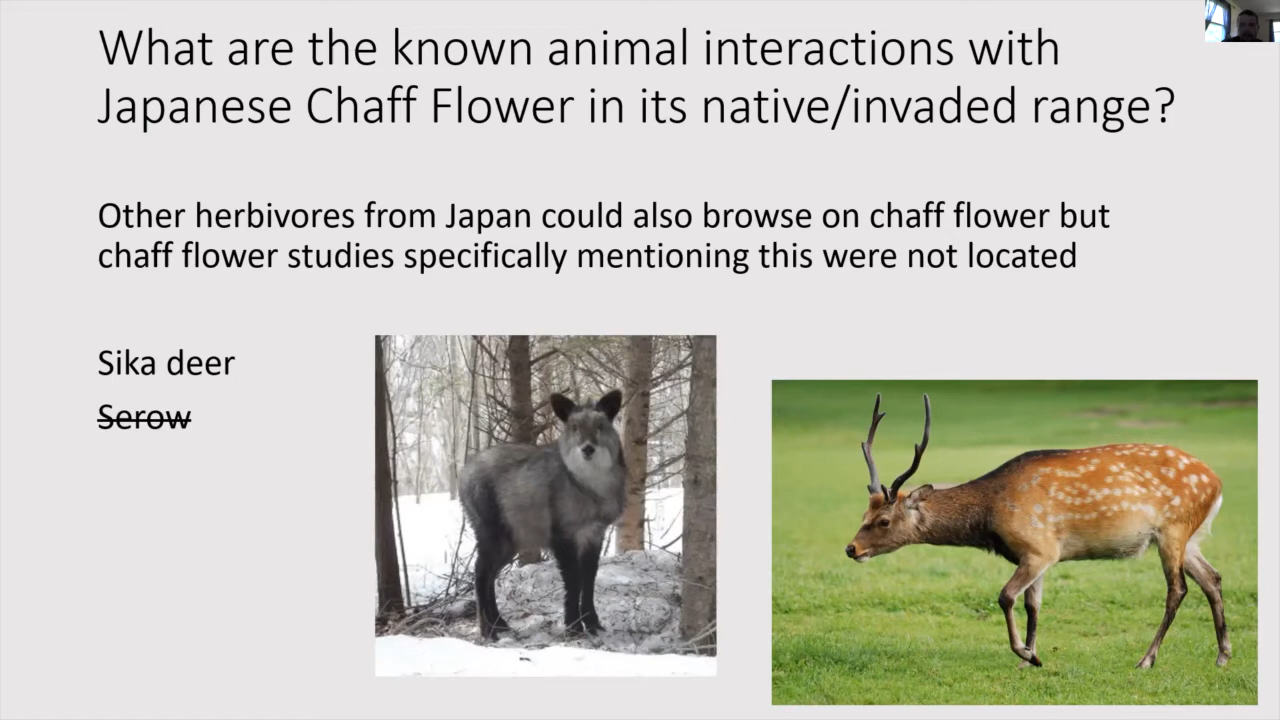 What are the known animal interactions with
Japanese Chaff Flower in its native/invaded range?
Other herbivores from Japan could also browse on chaff flower but
chaff flower studies specifically mentioning this were not located
Sika deer
Serow